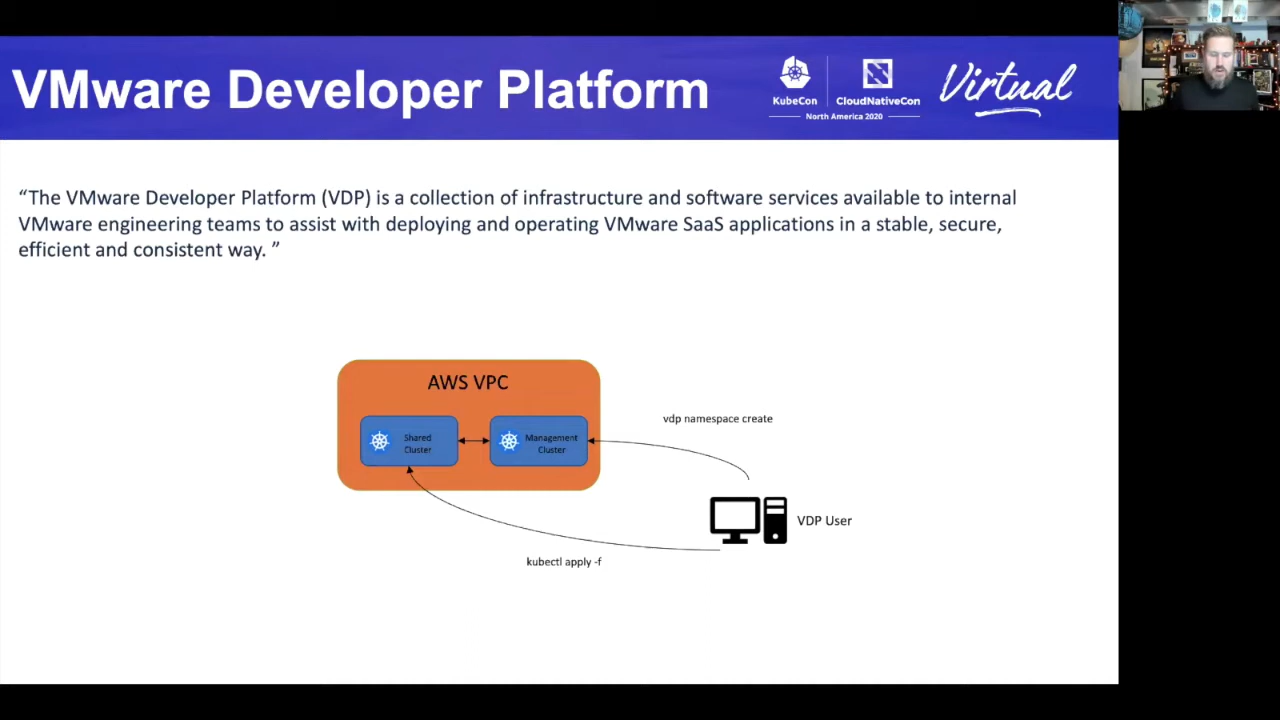 VMware Developer Platform
KubeCon
CloudNativeCon
North America 2020
Virtual
“The VMware Developer Platform (VDP) is a collection of infrastructure and software services available to internal
VMware engineering teams to assist with deploying and operating VMware SaaS applications in a stable, secure,
efficient and consistent way. ”
AWS VPC
Shared
Cluster
Management
Cluster
vdp namespace create
VDP User
kubectl apply -f